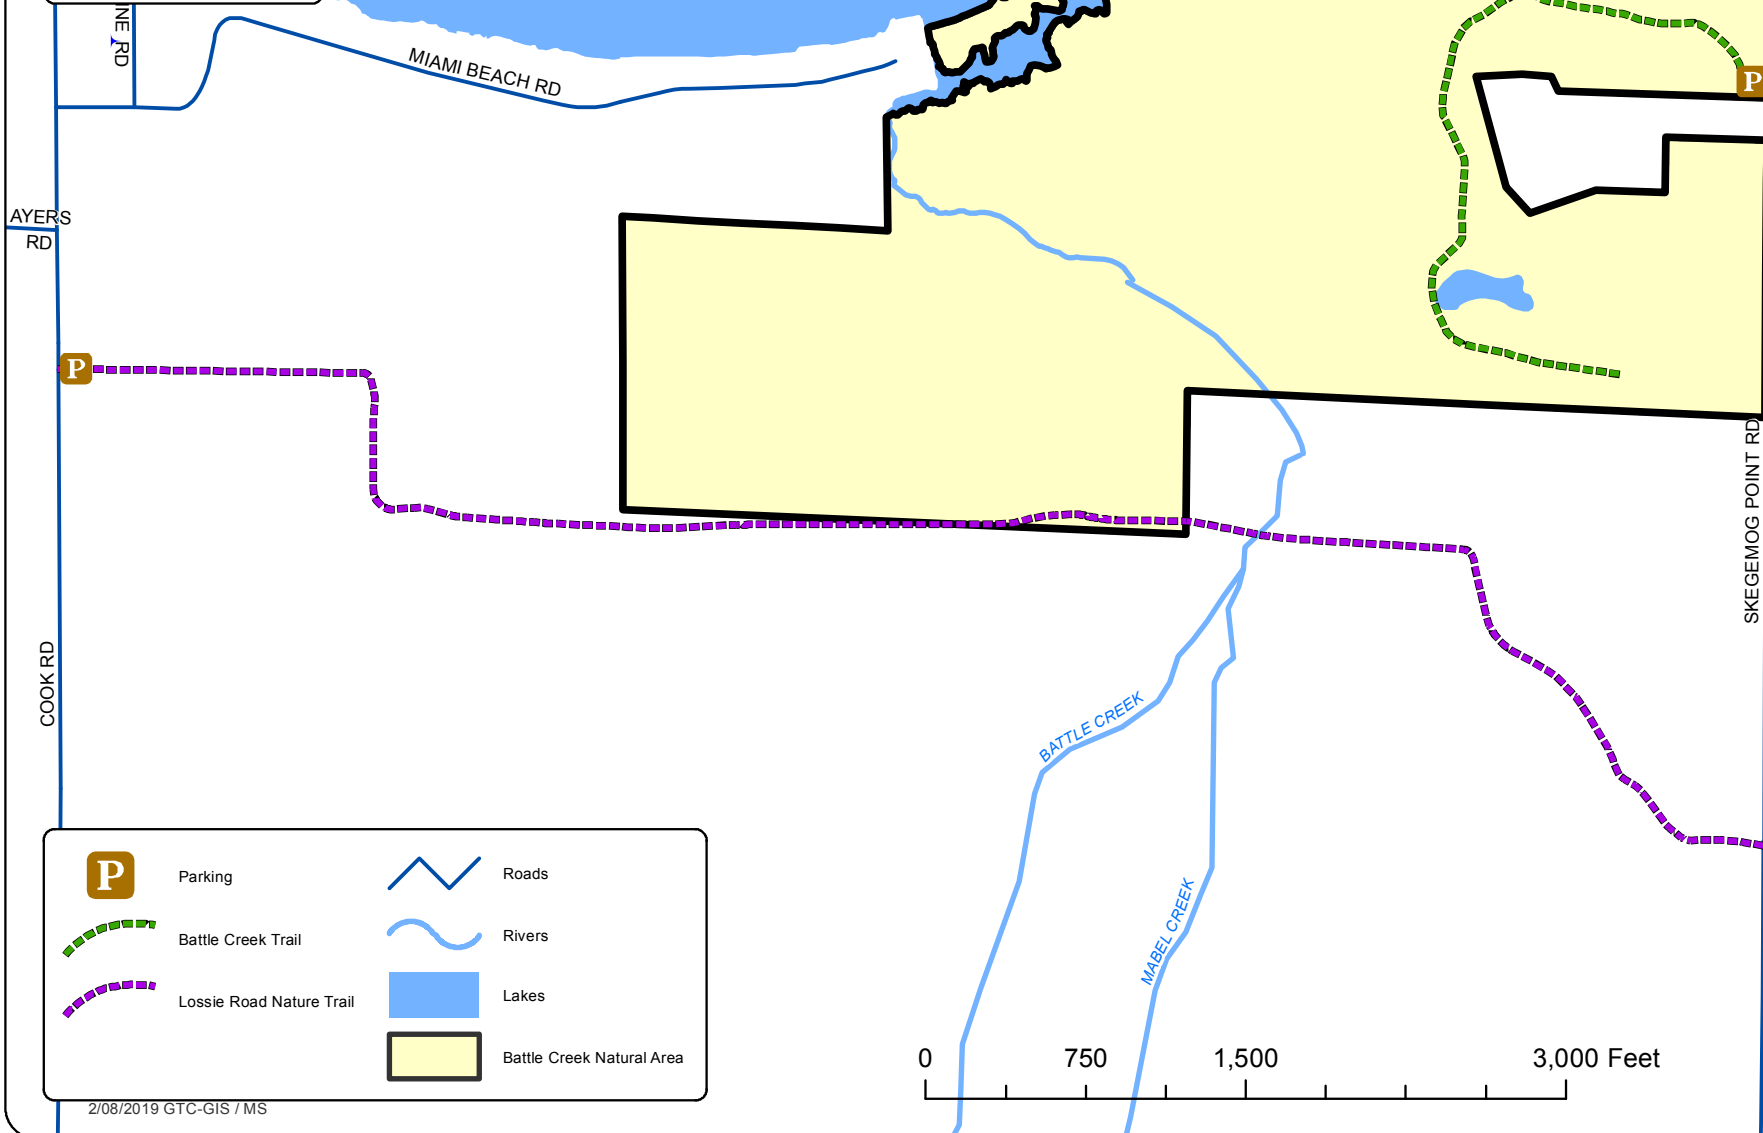 NE RD
MIAMI BEACH RD
P
AYERS
RD
P
SKEGEMOG POINT RD
COOK RD
BATTLE CREEK
MABEL CREEK
P
Parking
Roads
Battle Creek Trail
Rivers
Lossie Road Nature Trail
Lakes
Battle Creek Natural Area
0 750 1,500 3,000 Feet
2/08/2019 GTC-GIS / MS